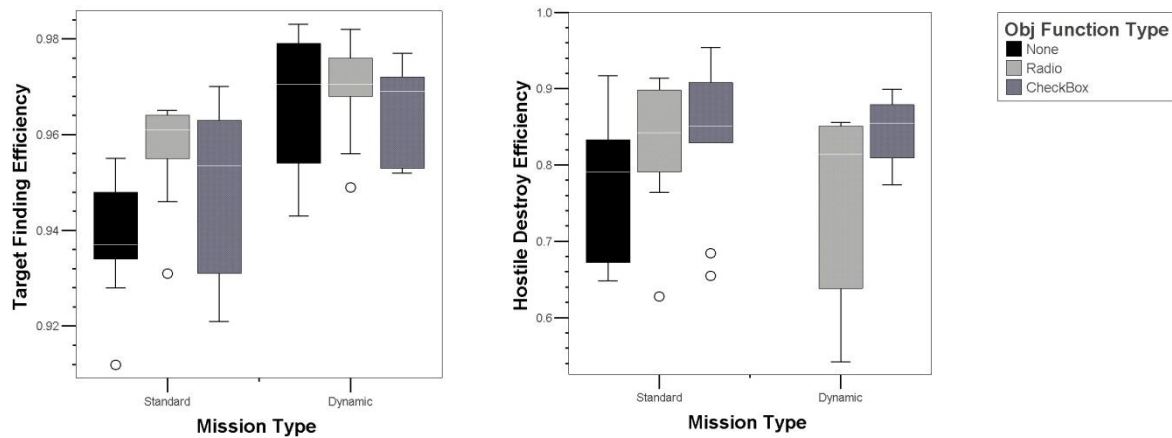 Target Finding Efficiency
0.98
0.96
0.94
0.92
Standard
Dynamic
Mission Type
Hostile Destroy Efficiency
1.0
0.9
0.8
0.7
0.6
Standard
Dynamic
Mission Type
Obj Function Type
None
Radio
CheckBox